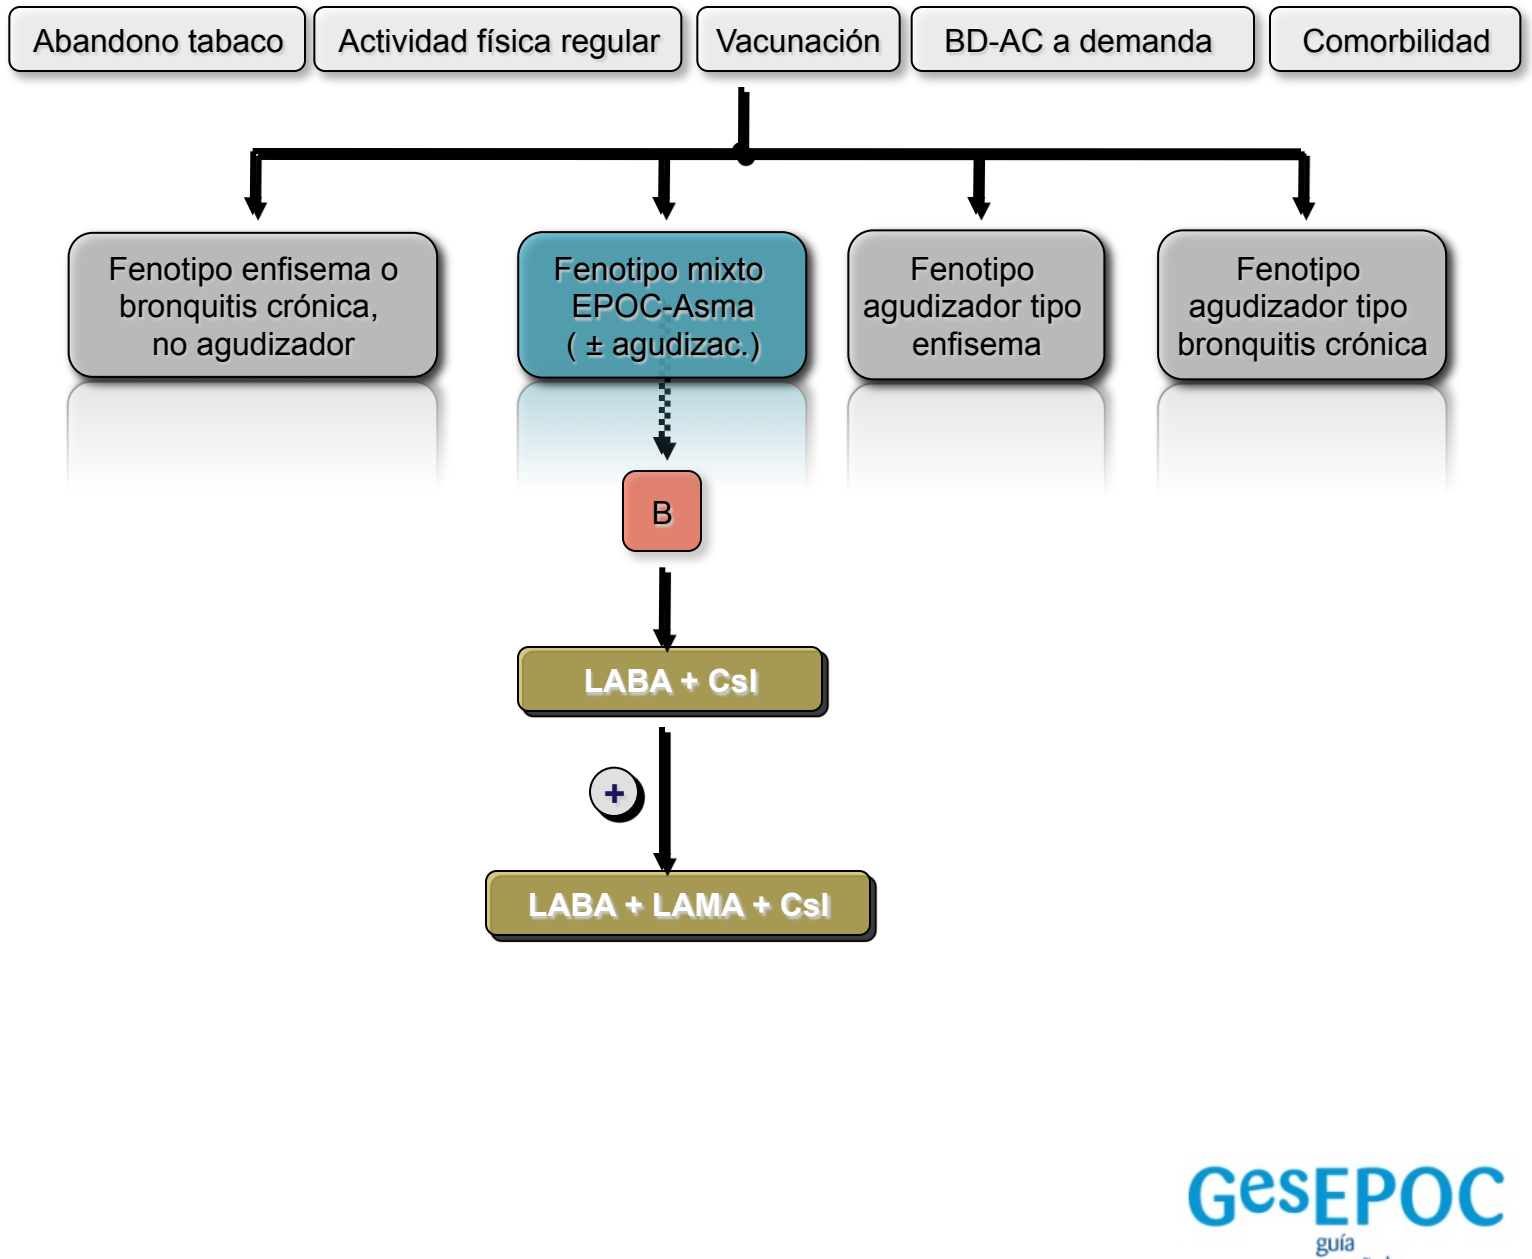 Abandono tabaco
Actividad física regular
Vacunación
BD-AC a demanda
Comorbilidad
Fenotipo enfisema o
bronquitis crónica,
no agudizador
Fenotipo mixto
EPOC-Asma
( ± agudizac.)
Fenotipo
agudizador tipo
enfisema
Fenotipo
agudizador tipo
bronquitis crónica
B
LABA + CsI
+
LABA + LAMA + CsI
GesEPOC
guía